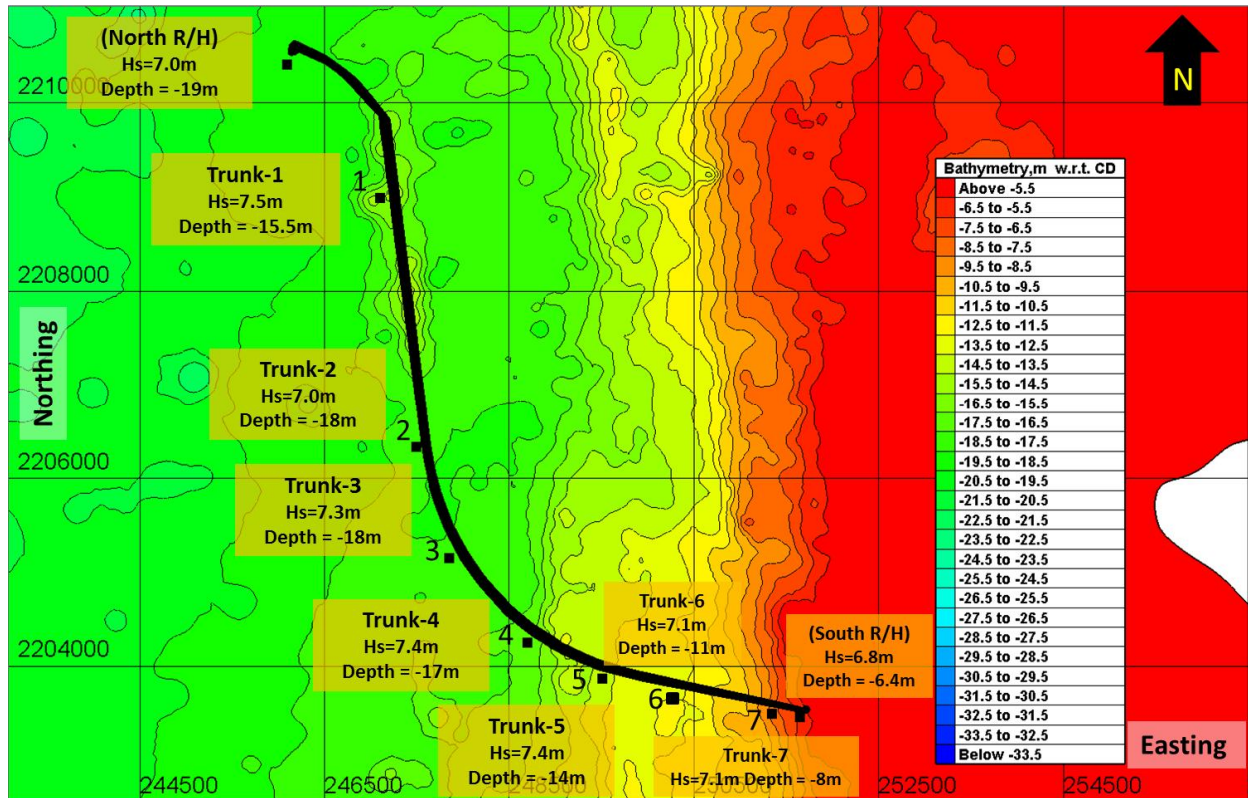 (North R/H)
Hs=7.0m
Depth = -19m
N
2210000
Trunk-1
Hs=7.5m
Depth = -15.5m
1
Bathymetry,m w.r.t. CD
Above -5.5
-6.5 to -5.5
-7.5 to -6.5
-8.5 to -7.5
-9.5 to -8.5
-10.5 to -9.5
-11.5 to -10.5
-12.5 to -11.5
-13.5 to -12.5
-14.5 to -13.5
-15.5 to -14.5
-16.5 to -15.5
-17.5 to -16.5
-18.5 to -17.5
-19.5 to -18.5
-20.5 to -19.5
-21.5 to -20.5
-22.5 to -21.5
-23.5 to -22.5
-24.5 to -23.5
-25.5 to -24.5
-26.5 to -25.5
-27.5 to -26.5
-28.5 to -27.5
-29.5 to -28.5
-30.5 to -29.5
-31.5 to -30.5
-32.5 to -31.5
-33.5 to -32.5
Below -33.5
2208000
Northing
Trunk-2
Hs=7.0m
Depth = -18m
2
2206000
Trunk-3
Hs=7.3m
Depth = -18m
3
Trunk-4
Hs=7.4m
Depth = -17m
4
Trunk-6
Hs=7.1m
Depth = -11m
(South R/H)
Hs=6.8m
Depth = -6.4m
2204000
5
6
7
Trunk-5
Hs=7.4m
Depth = -14m
Trunk-7
Hs=7.1m Depth = -8m
Easting
244500
246500
252500
254500